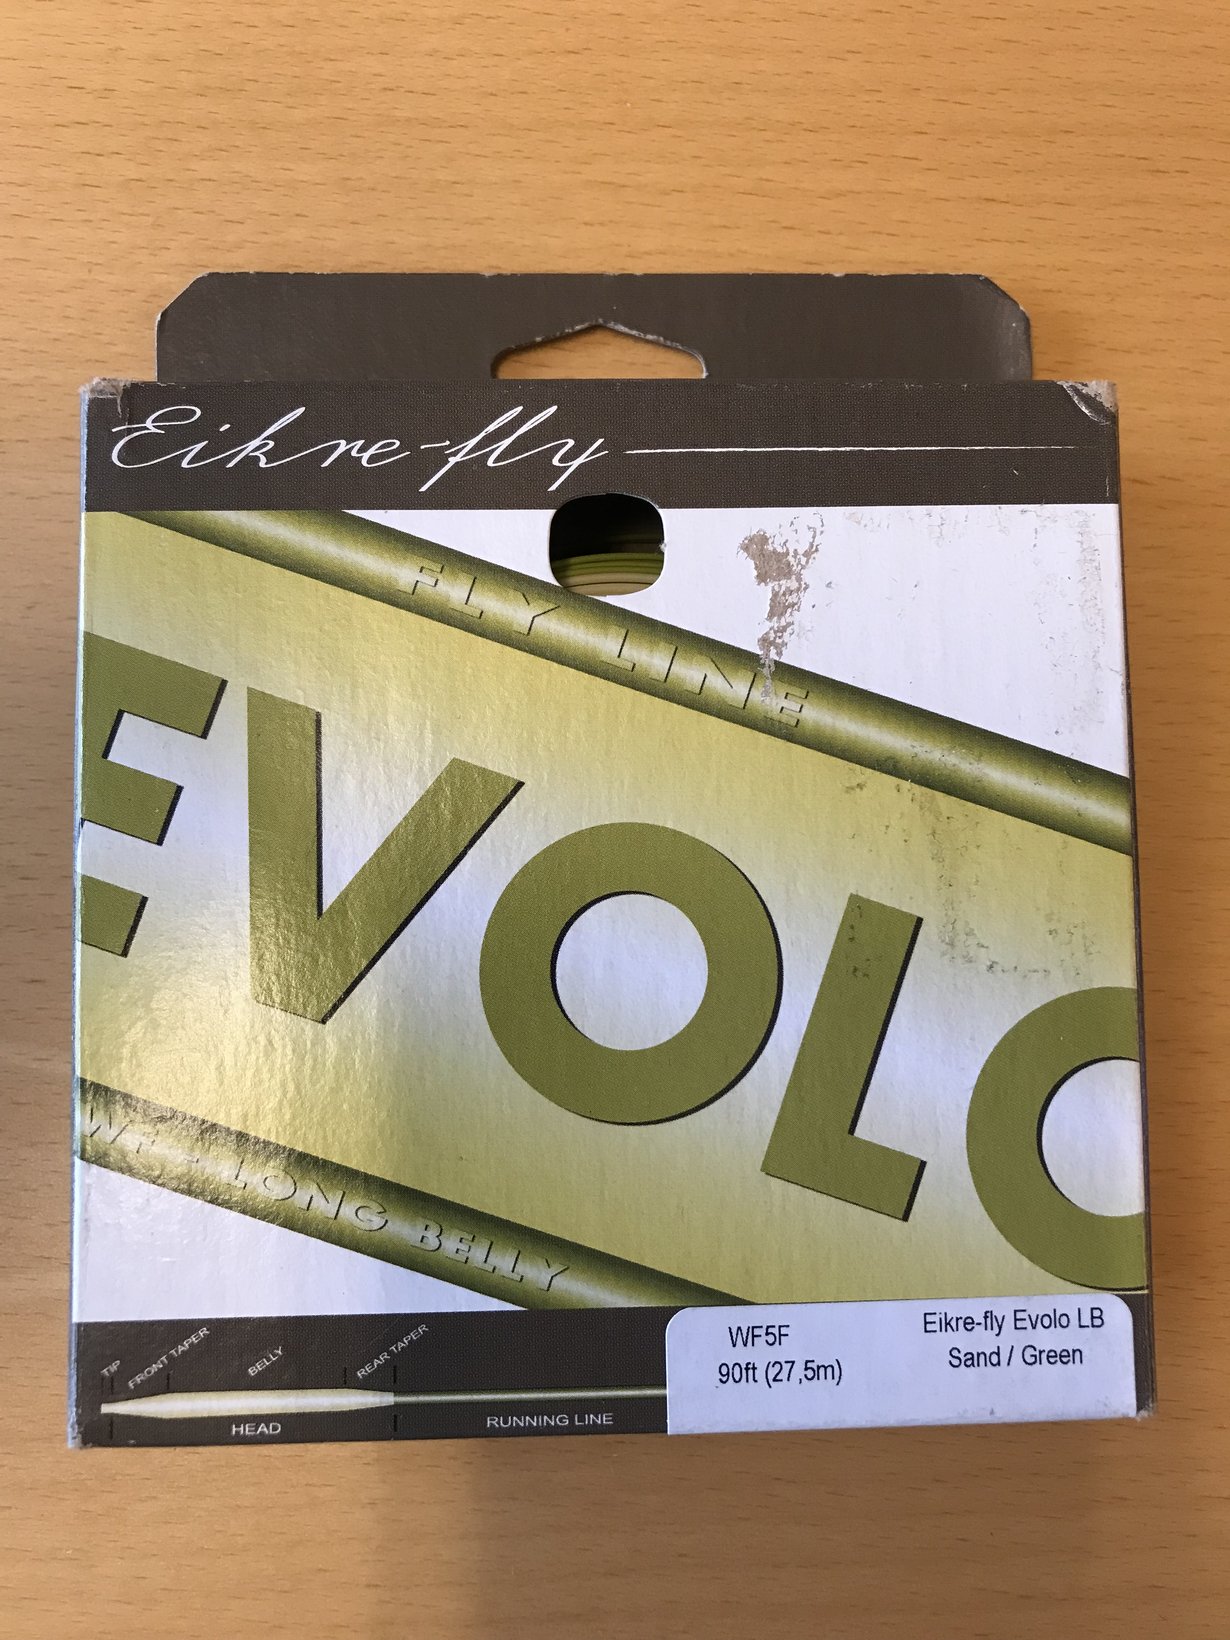 Eikre-fly
FLY LINE
EVOLO
WF - LONG BELLY
TIP
FRONT TAPER
BELLY
REAR TAPER
HEAD
RUNNING LINE
WF5F
90ft (27,5m)
Eikre-fly Evolo LB
Sand / Green